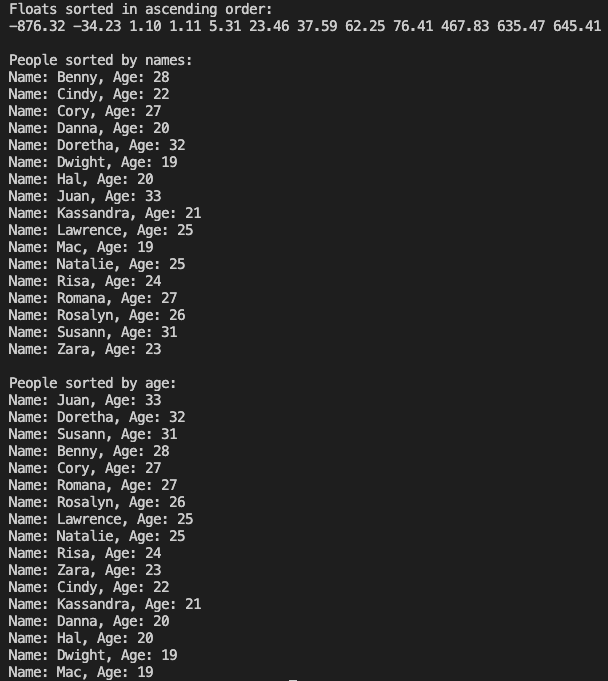 Floats sorted in ascending order:
-876.32 -34.23 1.10 1.11 5.31 23.46 37.59 62.25 76.41 467.83 635.47 645.41
People sorted by names:
Name: Benny, Age: 28
Name: Cindy, Age: 22
Name: Cory, Age: 27
Name: Danna, Age: 20
Name: Doretha, Age: 32
Name: Dwight, Age: 19
Name: Hal, Age: 20
Name: Juan, Age: 33
Name: Kassandra, Age: 21
Name: Lawrence, Age: 25
Name: Mac, Age: 19
Name: Natalie, Age: 25
Name: Risa, Age: 24
Name: Romana, Age: 27
Name: Rosalyn, Age: 26
Name: Susann, Age: 31
Name: Zara, Age: 23
People sorted by age:
Name: Juan, Age: 33
Name: Doretha, Age: 32
Name: Susann, Age: 31
Name: Benny, Age: 28
Name: Cory, Age: 27
Name: Romana, Age: 27
Name: Rosalyn, Age: 26
Name: Lawrence, Age: 25
Name: Natalie, Age: 25
Name: Risa, Age: 24
Name: Zara, Age: 23
Name: Cindy, Age: 22
Name: Kassandra, Age: 21
Name: Danna, Age: 20
Name: Hal, Age: 20
Name: Dwight, Age: 19
Name: Mac, Age: 19